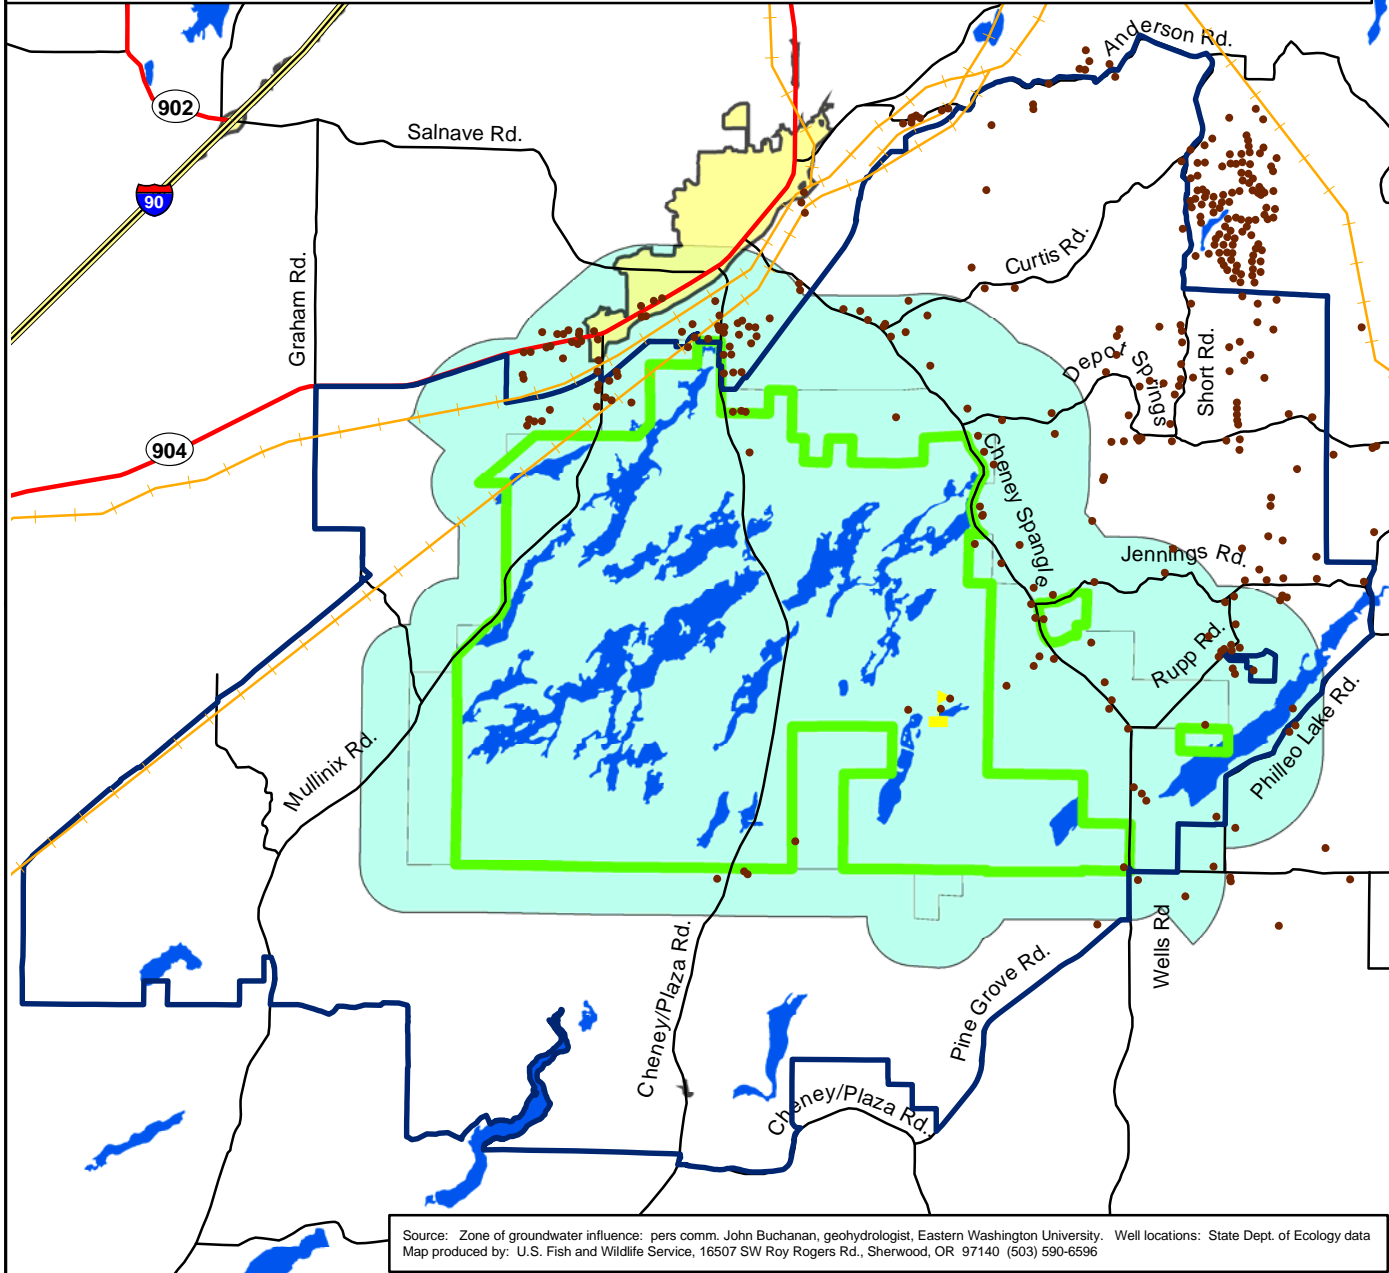 Anderson Rd.
902
Salnave Rd.
90
Curtis Rd.
Graham Rd.
Short Rd.
Depot Springs
904
Cheney Spangle
Jennings Rd.
Rupp Rd.
Philleo Lake Rd.
Mullinix Rd.
Cheney/Plaza Rd.
Wells Rd
Pine Grove Rd.
Cheney/Plaza Rd.
Source: Zone of groundwater influence: pers comm. John Buchanan, geohydrologist, Eastern Washington University. Well locations: State Dept. of Ecology data
Map produced by: U.S. Fish and Wildlife Service, 16507 SW Roy Rogers Rd., Sherwood, OR 97140 (503) 590-6596